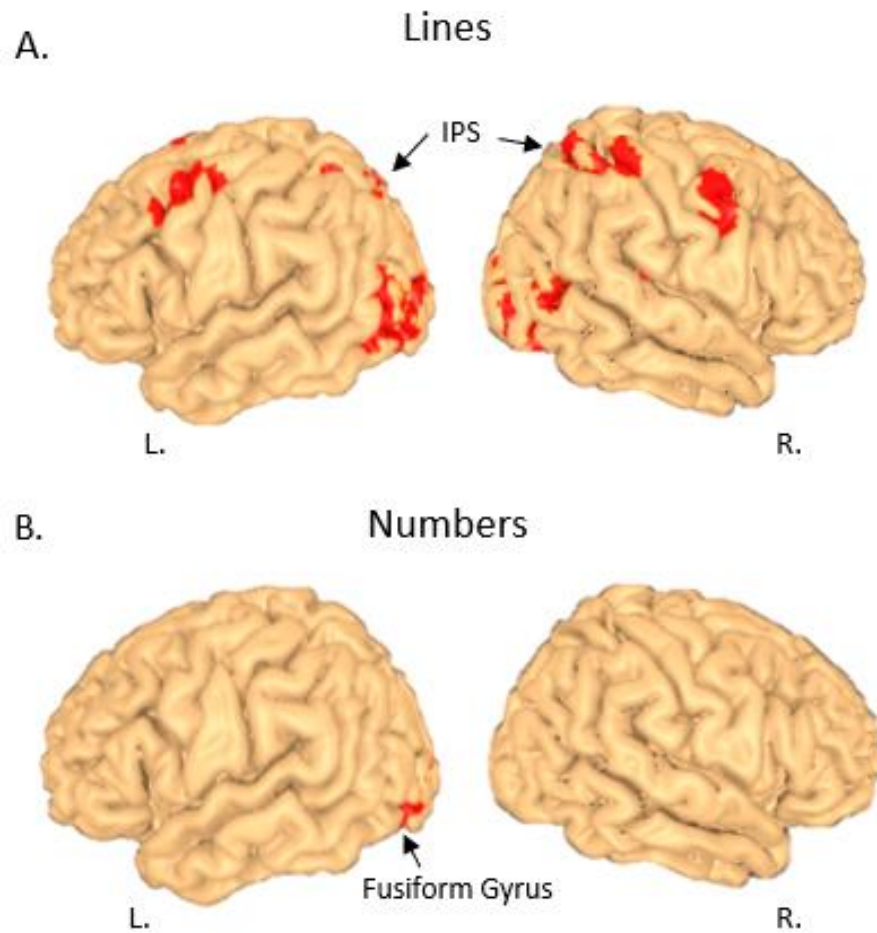 A.
Lines
IPS
L.
R.
B.
Numbers
Fusiform Gyrus
L.
R.